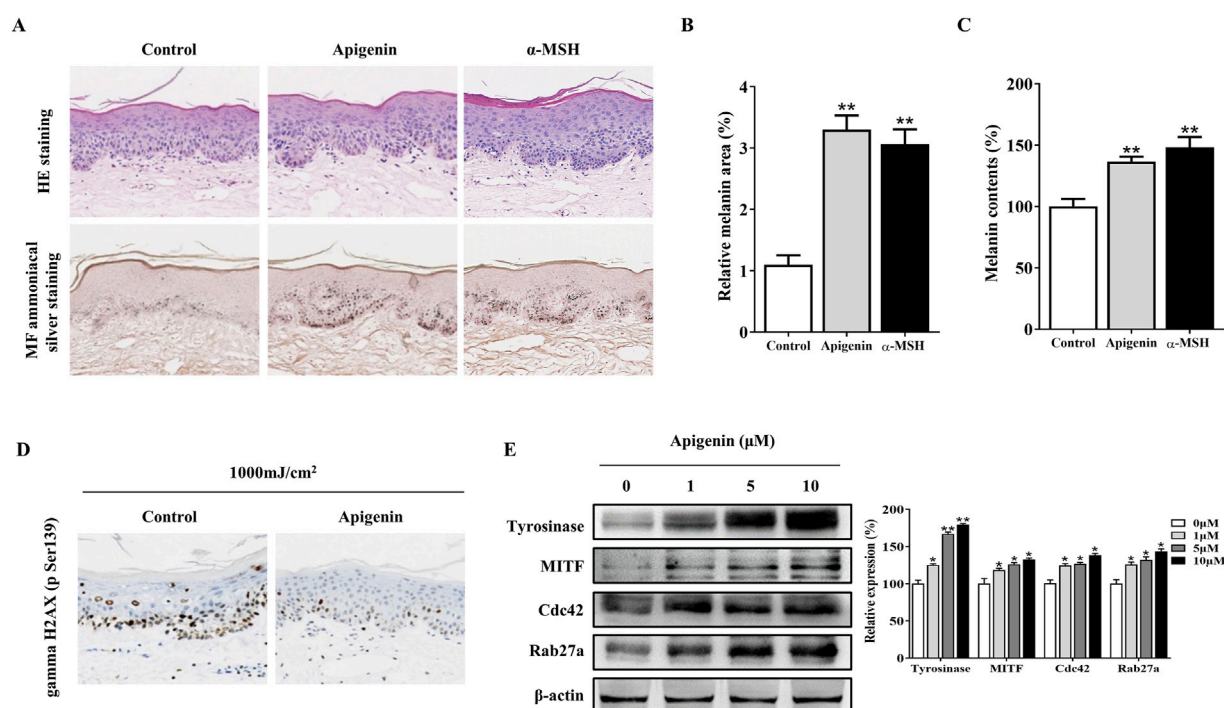 A
Control
Apigenin
α-MSH
HE staining
MF ammoniacal
silver staining
B
Relative melanin area (%)
4
3
2
1
0
**
**
Control
Apigenin
α-MSH
C
Melanin contents (%)
200
150
100
50
0
**
**
Control
Apigenin
α-MSH
D
1000mJ/cm²
Control
Apigenin
gamma H2AX (p Ser139)
E
Apigenin (μM)
0
1
5
10
Tyrosinase
MITF
Cdc42
Rab27a
β-actin
Relative expression (%)
200
150
100
50
0
*
**
**
*
*
*
*
*
*
*
*
*
Tyrosinase
MITF
Cdc42
Rab27a
0μM
1μM
5μM
10μM